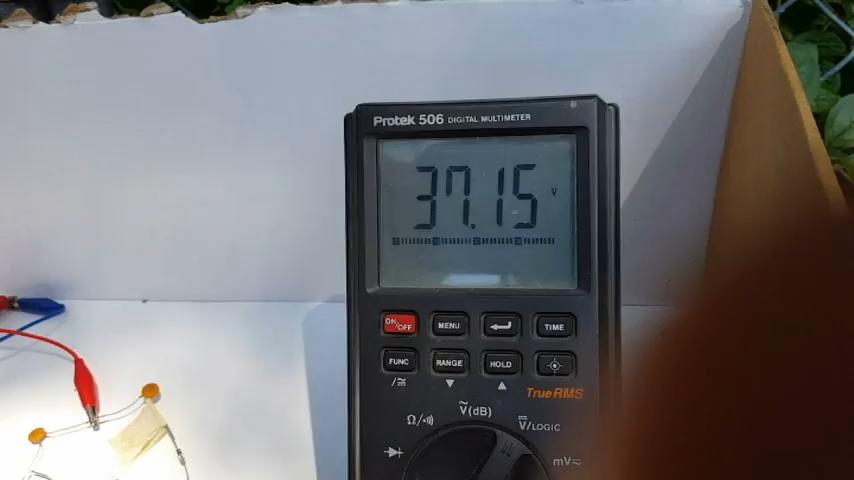 Protek 506 DIGITAL MULTIMETER
37.15 V
ON/OFF MENU TIME
FUNC RANGE HOLD
True RMS
Ω V(dB) V/LOGIC
mV